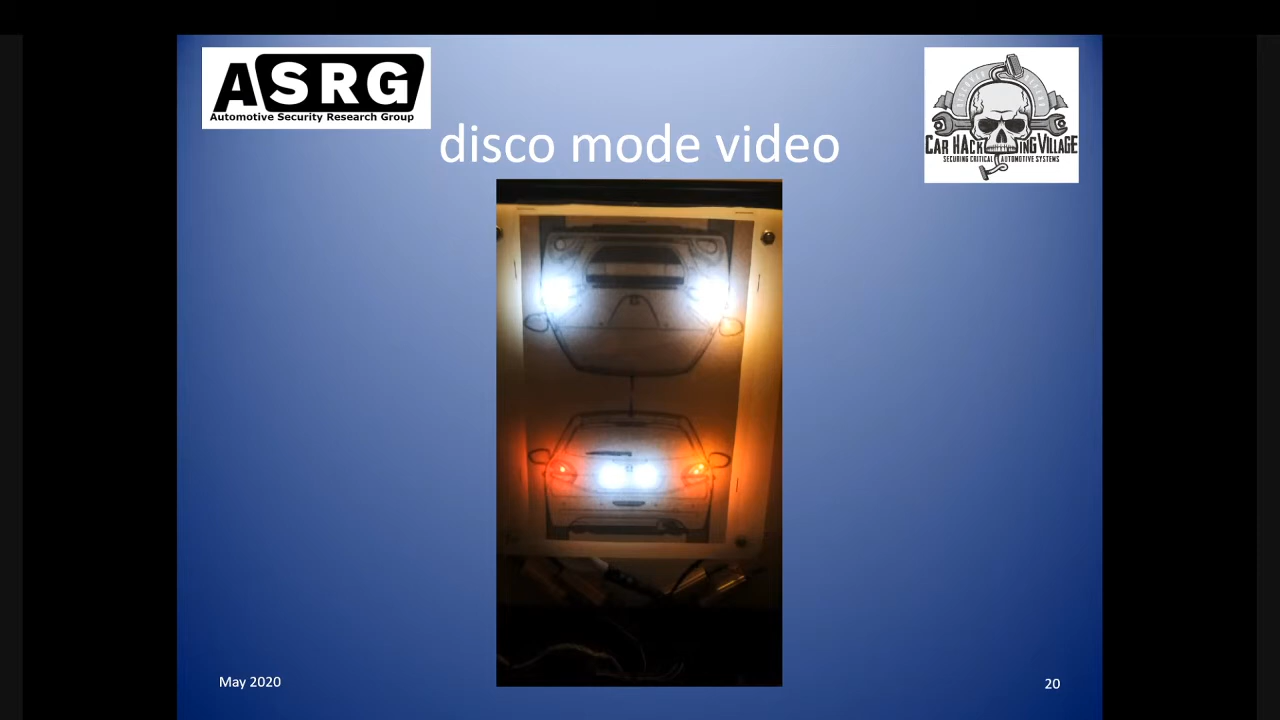 ASRG
Automotive Security Research Group
disco mode video
CAR HACKING VILLAGE
SECURING CRITICAL AUTOMOTIVE SYSTEMS
May 2020
20